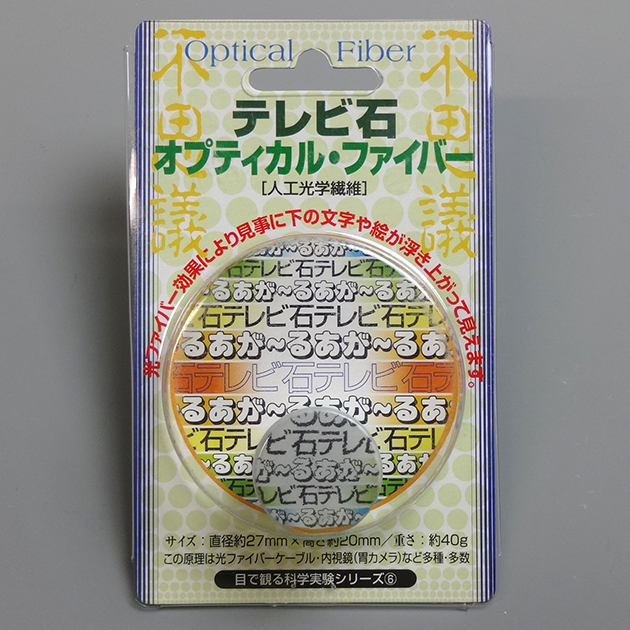 Optical Fiber
不思議
不思議
テレビ石
オプティカル・ファイバー
[人工光学繊維]
光ファイバー効果により見事に下の文字や絵が浮き上がって見えます。
石テレビ石テレビ石テ
るあが〜るあが〜るあ
石テレビ石テレビ石
るあが〜るあが〜るあ
石テレビ石テレビ石テ
るあが〜るあが〜るあ
ビ石テレ
石テレビ石テレビ
が〜るあが〜
レビ石テレビ石
サイズ:直径約27mm×高さ約20mm/重さ:約40g
この原理は光ファイバーケーブル・内視鏡(胃カメラ)など多種・多数
目で観る科学実験シリーズ⑥